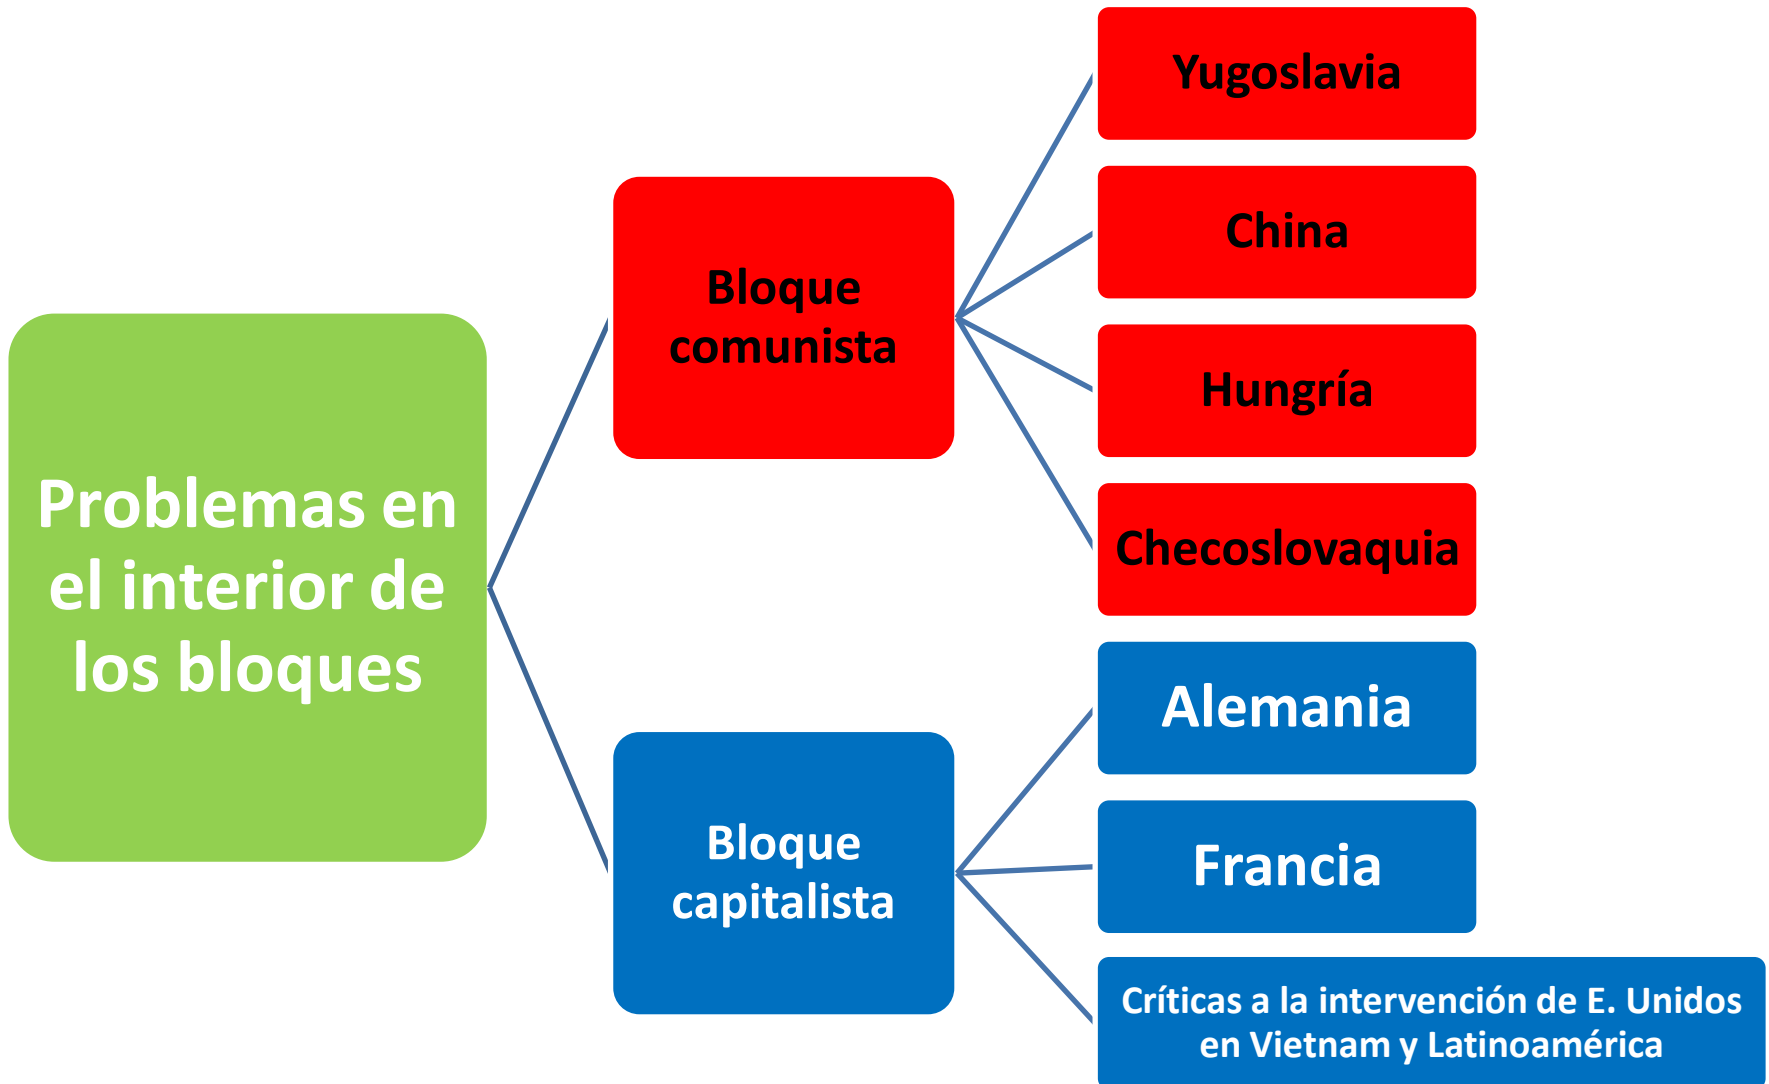 Problemas en
el interior de
los bloques
Bloque
comunista
Yugoslavia
China
Hungría
Checoslovaquia
Bloque
capitalista
Alemania
Francia
Críticas a la intervención de E. Unidos
en Vietnam y Latinoamérica